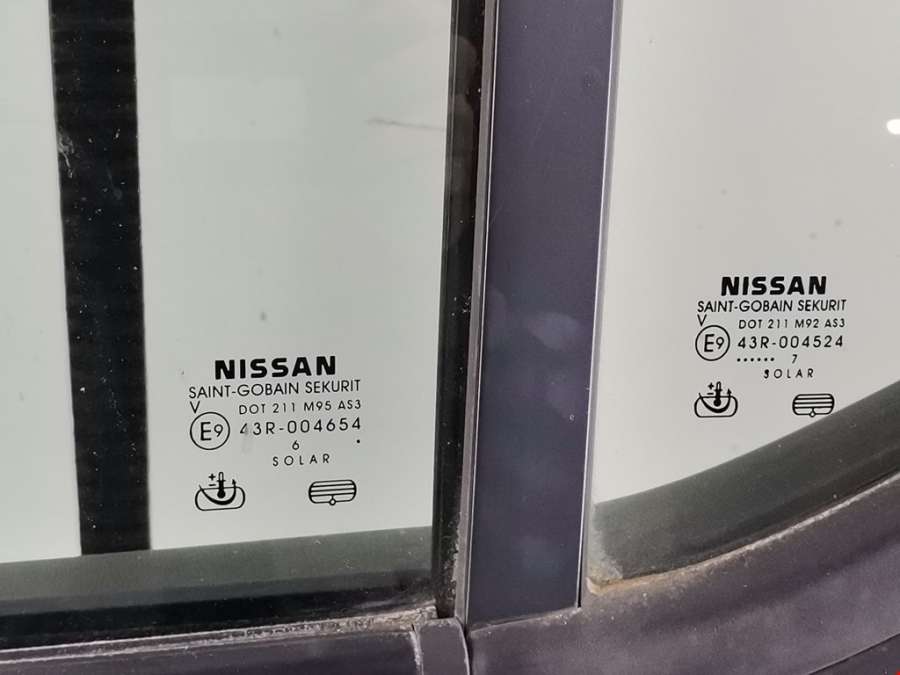 NISSAN
SAINT-GOBAIN SEKURIT
V
DOT 211 M95 AS3
E9 43R-004654
6 .
SOLAR
NISSAN
SAINT-GOBAIN SEKURIT
V
DOT 211 M92 AS3
E9 43R-004524
...... 7
SOLAR